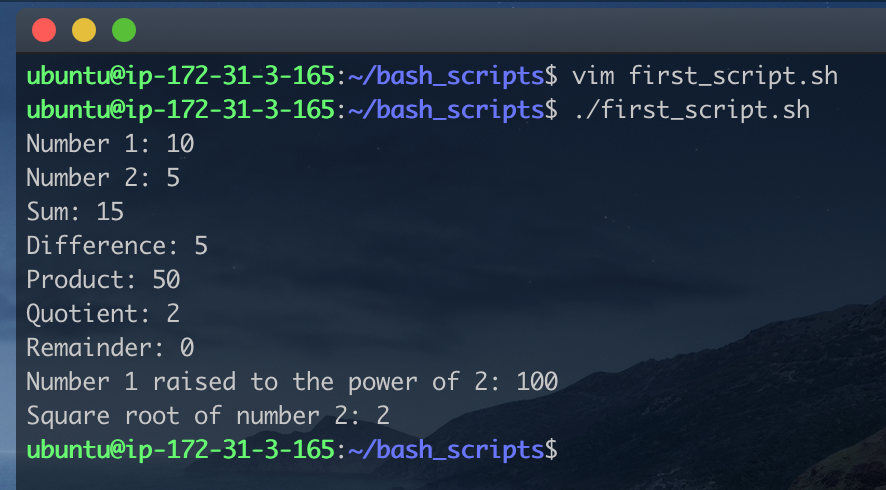 ubuntu@ip-172-31-3-165:~/bash_scripts$ vim first_script.sh
ubuntu@ip-172-31-3-165:~/bash_scripts$ ./first_script.sh
Number 1: 10
Number 2: 5
Sum: 15
Difference: 5
Product: 50
Quotient: 2
Remainder: 0
Number 1 raised to the power of 2: 100
Square root of number 2: 2
ubuntu@ip-172-31-3-165:~/bash_scripts$